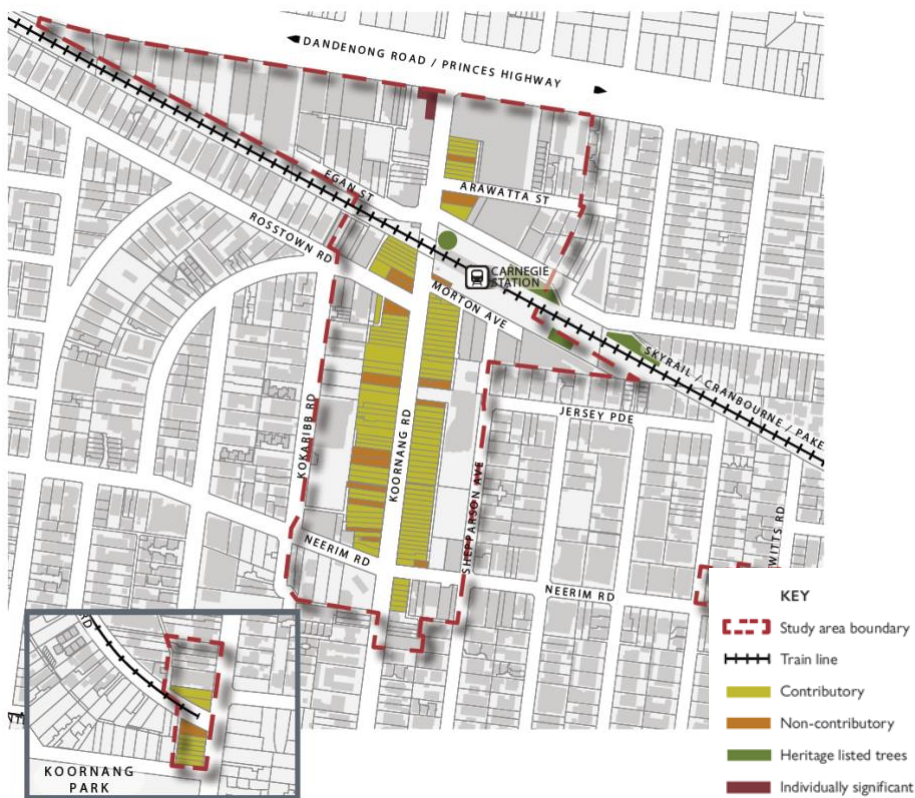 DANDENONG ROAD / PRINCES HIGHWAY
EGAN ST
ARAWATTA ST
ROSSTOWN RD
CARNEGIE
STATION
MORTON AVE
SKYRAIL / CRANBOURNE / PAKE
JERSEY PDE
KOKARIBB RD
KOORNANG RD
SHEPPARSON AVE
NEERIM RD
NEERIM RD
WITTS RD
RD
KOORNANG
PARK
KEY
Study area boundary
Train line
Contributory
Non-contributory
Heritage listed trees
Individually significant